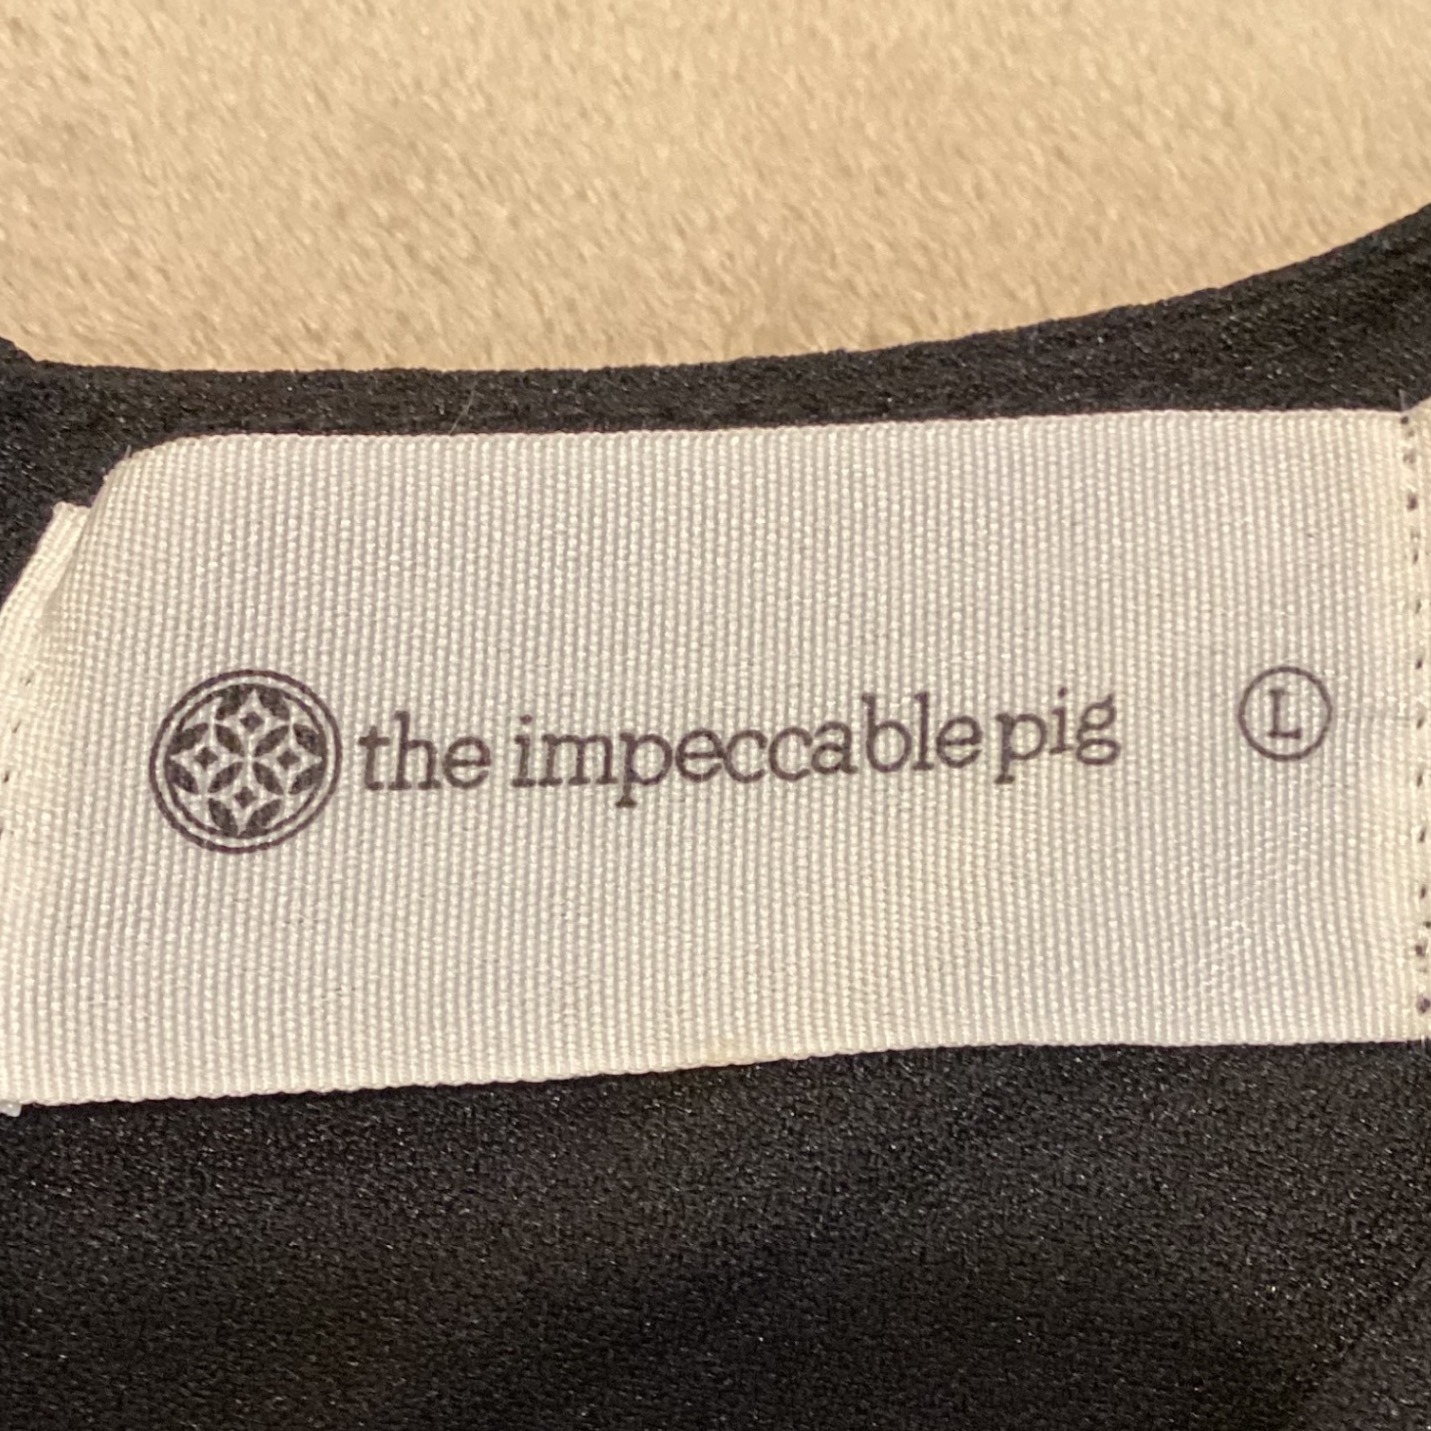 the impeccable pig L